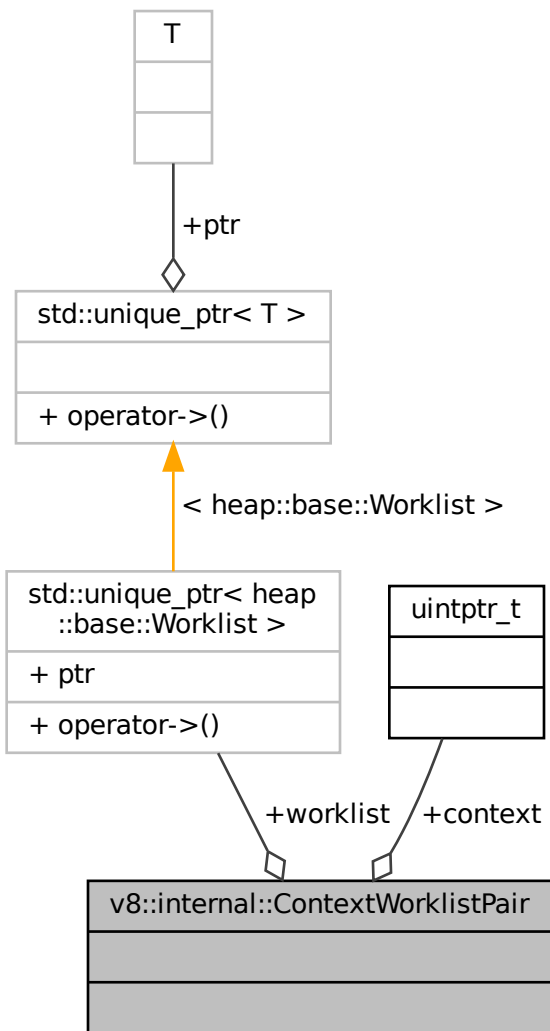 T
+ptr
std::unique_ptr< T >
+ operator->()
< heap::base::Worklist >
std::unique_ptr< heap
::base::Worklist >
+ ptr
+ operator->()
uintptr_t
+worklist
+context
v8::internal::ContextWorklistPair